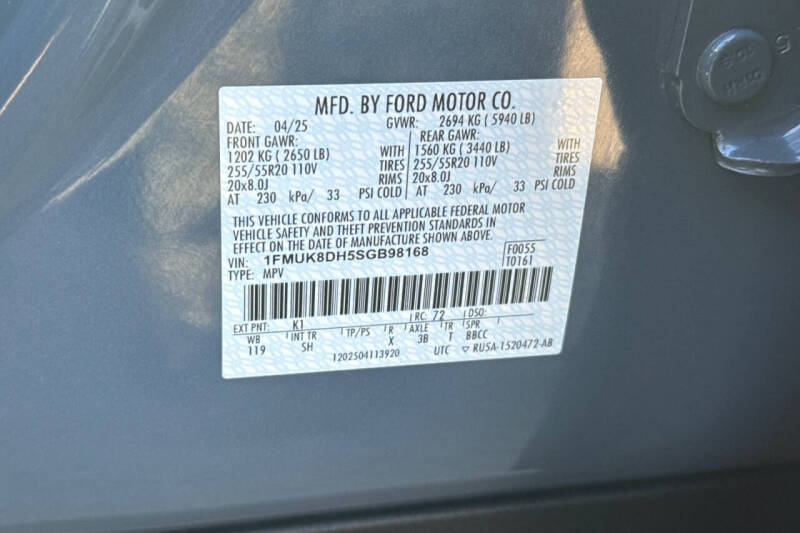 MFD. BY FORD MOTOR CO.
DATE: 04/25 GVWR: 2694 KG ( 5940 LB)
FRONT GAWR: REAR GAWR:
1202 KG ( 2650 LB) WITH 1560 KG ( 3440 LB) WITH
255/55R20 110V TIRES 255/55R20 110V TIRES
20x8.0J RIMS 20x8.0J RIMS
AT 230 kPa/ 33 PSI COLD AT 230 kPa/ 33 PSI COLD
THIS VEHICLE CONFORMS TO ALL APPLICABLE FEDERAL MOTOR
VEHICLE SAFETY AND THEFT PREVENTION STANDARDS IN
EFFECT ON THE DATE OF MANUFACTURE SHOWN ABOVE.
VIN: 1FMUK8DH5SGB98168 F0055
TYPE: MPV T0161
EXT PNT: K1 RC: 72 DSO:
WB INT TR TP/PS R AXLE TR SPR
119 SH X 3B T BBCC
1202504113920 UTC ▽ RU5A-1520472-AB